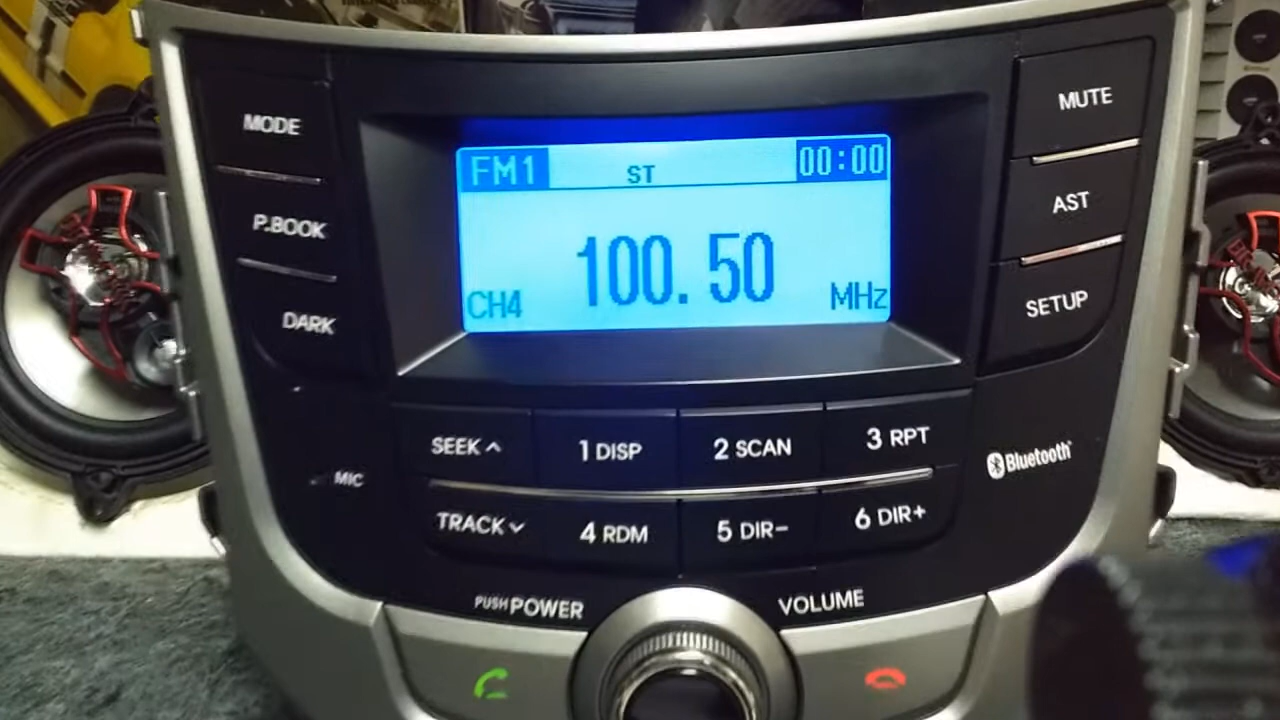 MODE
P.BOOK
DARK
MIC
FM1 ST 00:00
100.50
CH4 MHz
MUTE
AST
SETUP
SEEK ^ 1 DISP 2 SCAN 3 RPT
TRACK ⌄ 4 RDM 5 DIR− 6 DIR+
Bluetooth
PUSH POWER
VOLUME